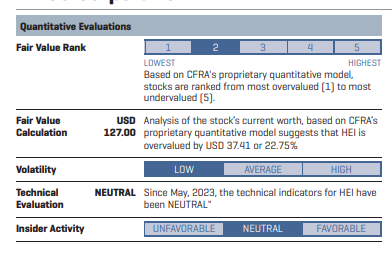 Quantitative Evaluations
Fair Value Rank
1 2 3 4 5
LOWEST HIGHEST
Based on CFRA's proprietary quantitative model,
stocks are ranked from most overvalued (1) to most
undervalued (5).
Fair Value USD Analysis of the stock's current worth, based on CFRA's
Calculation 127.00 proprietary quantitative model suggests that HEI is
overvalued by USD 37.41 or 22.75%
Volatility LOW AVERAGE HIGH
Technical NEUTRAL Since May, 2023, the technical indicators for HEI have
Evaluation been NEUTRAL"
Insider Activity UNFAVORABLE NEUTRAL FAVORABLE